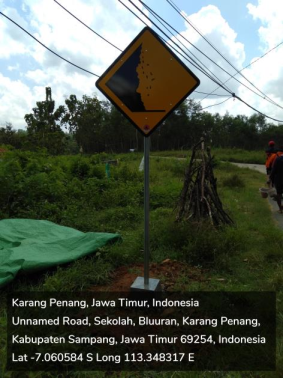 Karang Penang, Jawa Timur, Indonesia
Unnamed Road, Sekolah, Bluuran, Karang Penang,
Kabupaten Sampang, Jawa Timur 69254, Indonesia
Lat -7.060584 S Long 113.348317 E